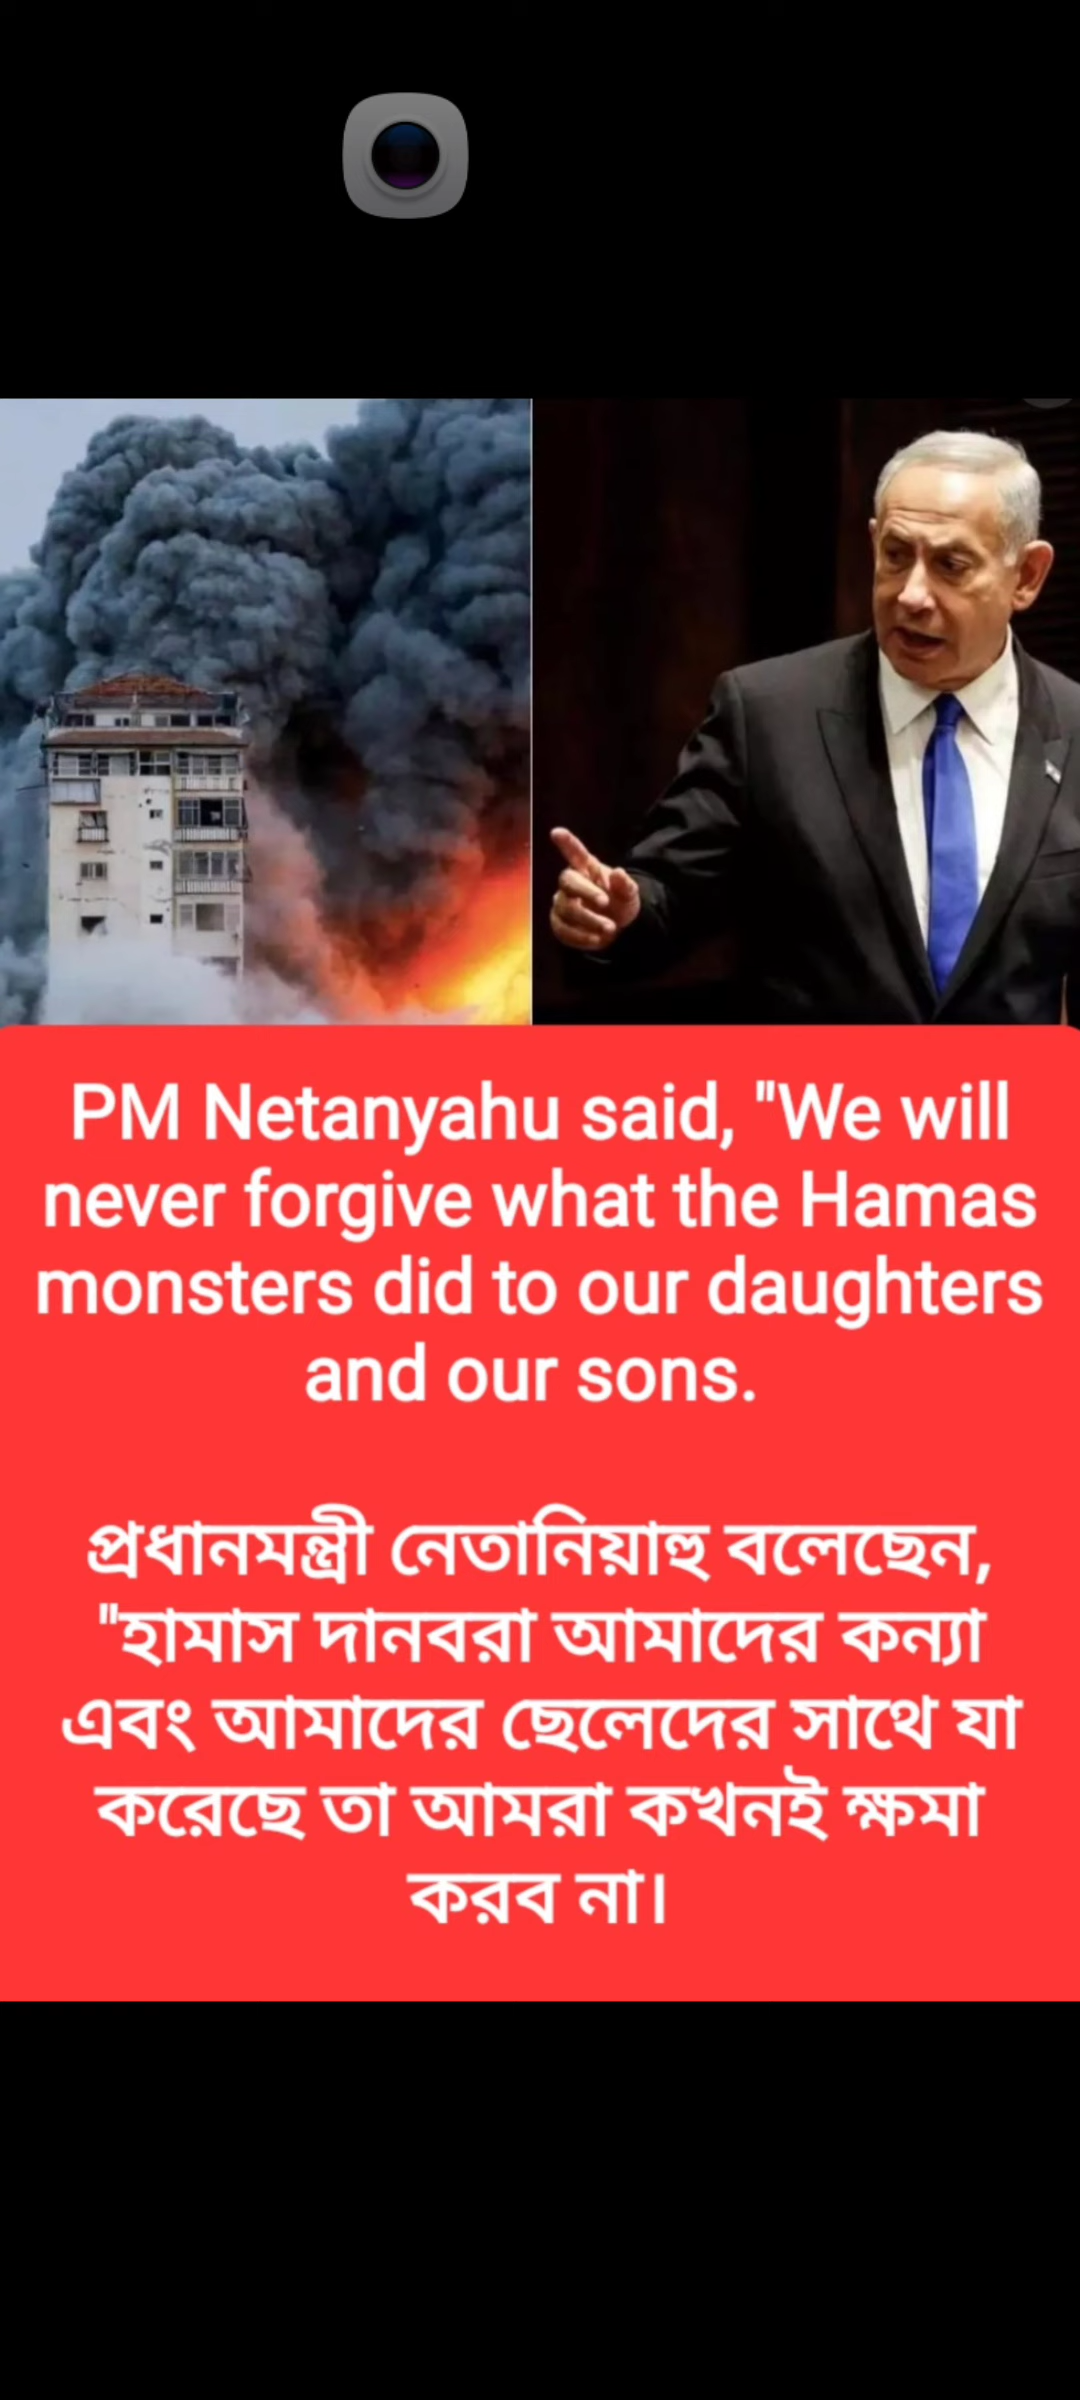 PM Netanyahu said, "We will
never forgive what the Hamas
monsters did to our daughters
and our sons.
প্রধানমন্ত্রী নেতানিয়াহু বলেছেন,
"হামাস দানবরা আমাদের কন্যা
এবং আমাদের ছেলেদের সাথে যা
করেছে তা আমরা কখনই ক্ষমা
করব না।